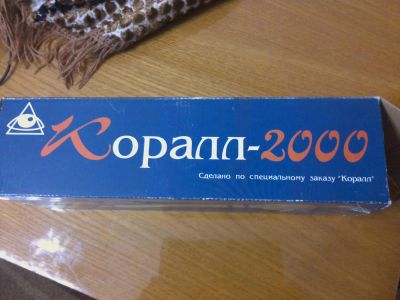 Коралл-2000
Сделано по специальному заказу "Коралл"